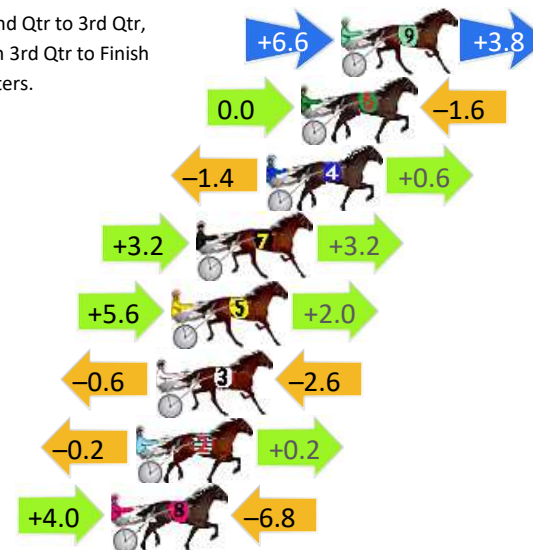 nd Qtr to 3rd Qtr,
+6.6 9 +3.8
n 3rd Qtr to Finish
ters.
0.0 6 −1.6
−1.4 4 +0.6
+3.2 7 +3.2
+5.6 5 +2.0
−0.6 3 −2.6
−0.2 +0.2
+4.0 8 −6.8